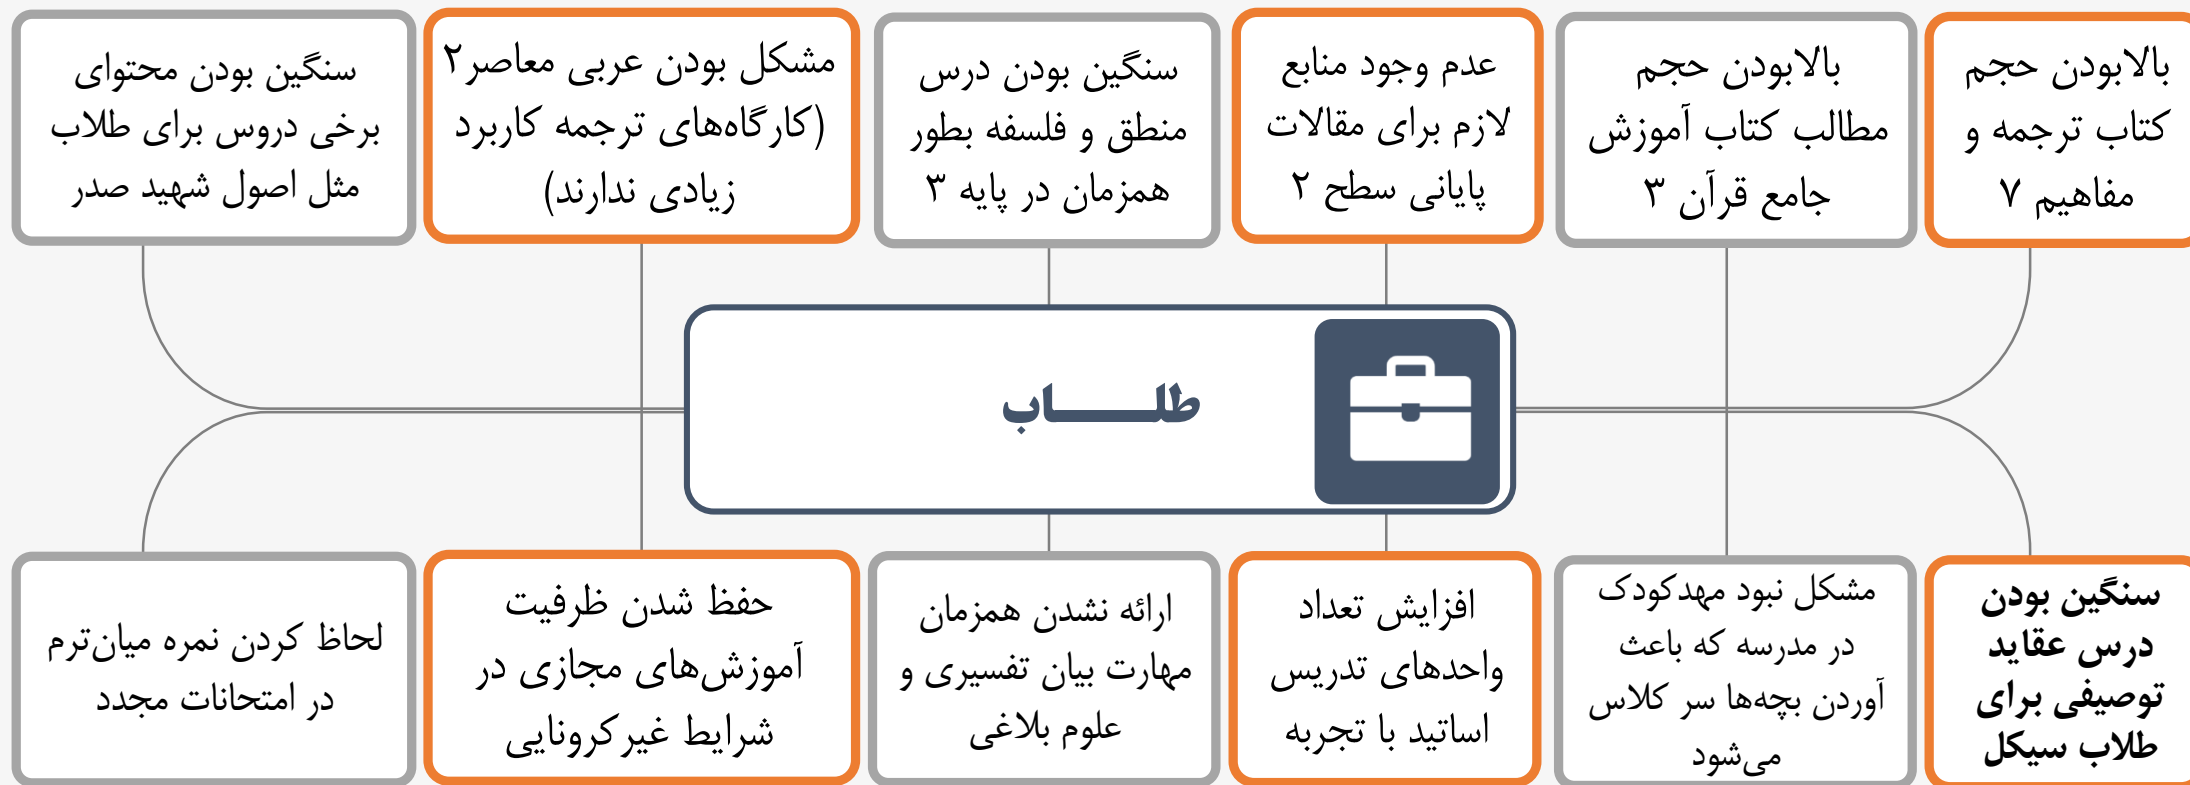 بالابودن حجم
کتاب ترجمه و
مفاهیم ۷
بالابودن حجم
مطالب کتاب آموزش
جامع قرآن ۳
عدم وجود منابع
لازم برای مقالات
پایانی سطح ۲
سنگین بودن درس
منطق و فلسفه بطور
همزمان در پایه ۳
مشکل بودن عربی معاصر۲
(کارگاه‌های ترجمه کاربرد
زیادی ندارند)
سنگین بودن محتوای
برخی دروس برای طلاب
مثل اصول شهید صدر
طلـــــاب
سنگین بودن
درس عقاید
توصیفی برای
طلاب سیکل
مشکل نبود مهدکودک
در مدرسه که باعث
آوردن بچه‌ها سر کلاس
می‌شود
افزایش تعداد
واحدهای تدریس
اساتید با تجربه
ارائه نشدن همزمان
مهارت بیان تفسیری و
علوم بلاغی
حفظ شدن ظرفیت
آموزش‌های مجازی در
شرایط غیرکرونایی
لحاظ کردن نمره میان‌ترم
در امتحانات مجدد